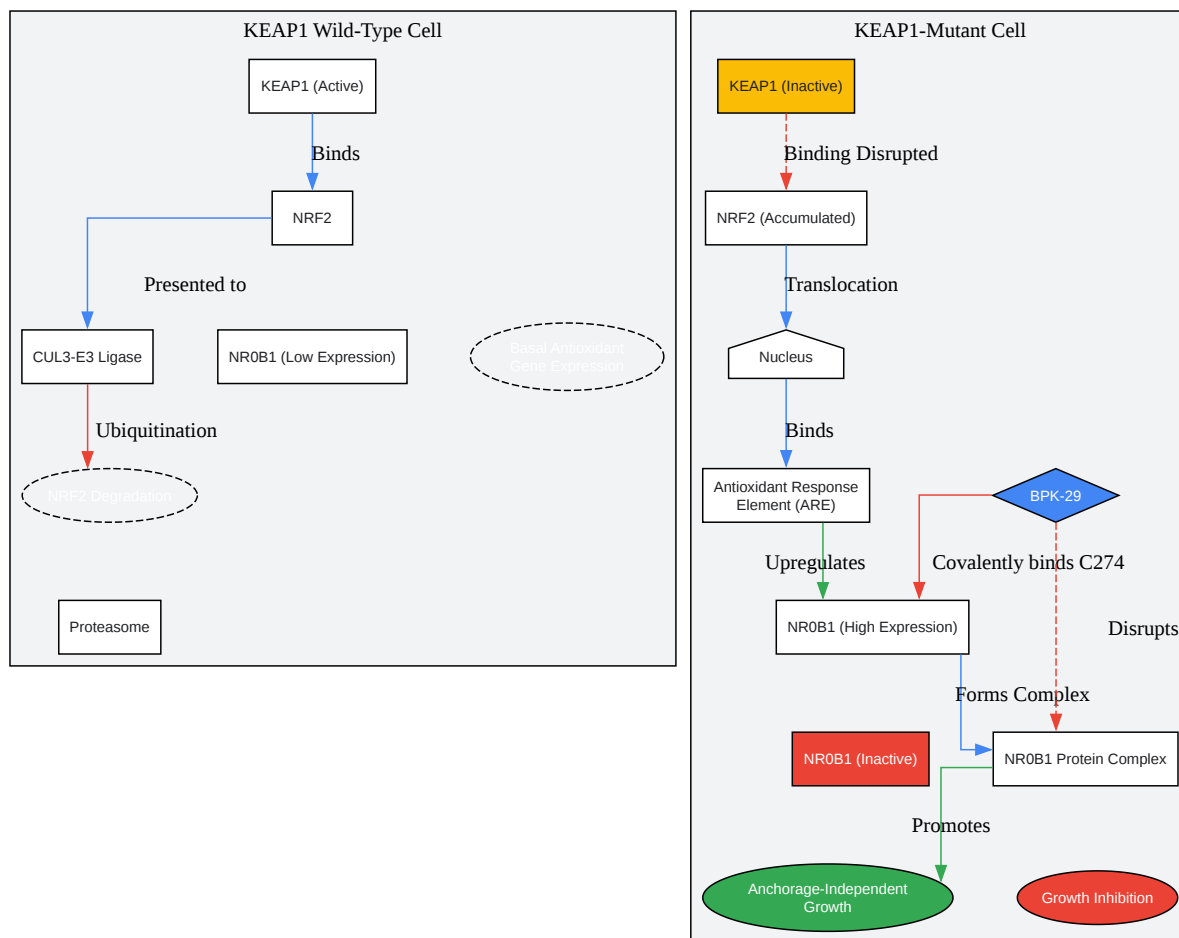 KEAP1 Wild-Type Cell
KEAP1 (Active)
Binds
NRF2
Presented to
CUL3-E3 Ligase
NR0B1 (Low Expression)
Basal Antioxidant
Gene Expression
Ubiquitination
NRF2 Degradation
Proteasome
KEAP1-Mutant Cell
KEAP1 (Inactive)
Binding Disrupted
NRF2 (Accumulated)
Translocation
Nucleus
Binds
Antioxidant Response
Element (ARE)
BPK-29
Upregulates
Covalently binds C274
NR0B1 (High Expression)
Disrupts
Forms Complex
NR0B1 (Inactive)
NR0B1 Protein Complex
Promotes
Anchorage-Independent
Growth
Growth Inhibition